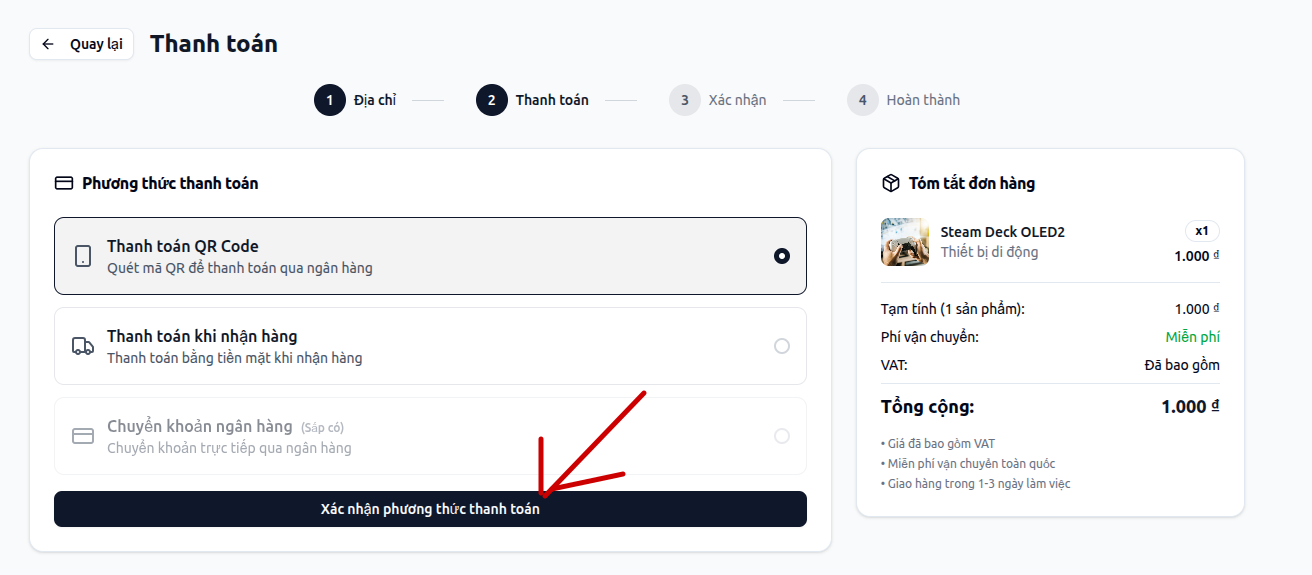 Quay lại
Thanh toán
1 Địa chỉ
2 Thanh toán
3 Xác nhận
4 Hoàn thành
Phương thức thanh toán
Thanh toán QR Code
Quét mã QR để thanh toán qua ngân hàng
Thanh toán khi nhận hàng
Thanh toán bằng tiền mặt khi nhận hàng
Chuyển khoản ngân hàng (Sắp có)
Chuyển khoản trực tiếp qua ngân hàng
Xác nhận phương thức thanh toán
Tóm tắt đơn hàng
Steam Deck OLED2 x1
Thiết bị di động 1.000 ₫
Tạm tính (1 sản phẩm): 1.000 ₫
Phí vận chuyển: Miễn phí
VAT: Đã bao gồm
Tổng cộng: 1.000 ₫
• Giá đã bao gồm VAT
• Miễn phí vận chuyển toàn quốc
• Giao hàng trong 1-3 ngày làm việc